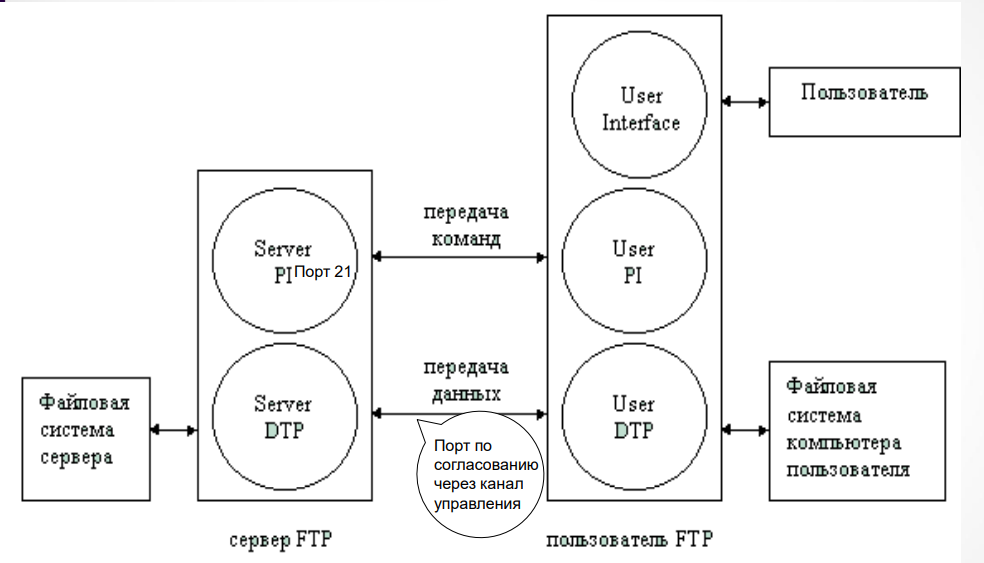 User
Interface
Пользователь
передача
команд
Server
PI
Порт 21
User
PI
передача
данных
Файловая
система
сервера
Server
DTP
User
DTP
Файловая
система
компьютера
пользователя
Порт по
согласованию
через канал
управления
сервер FTP
пользователь FTP